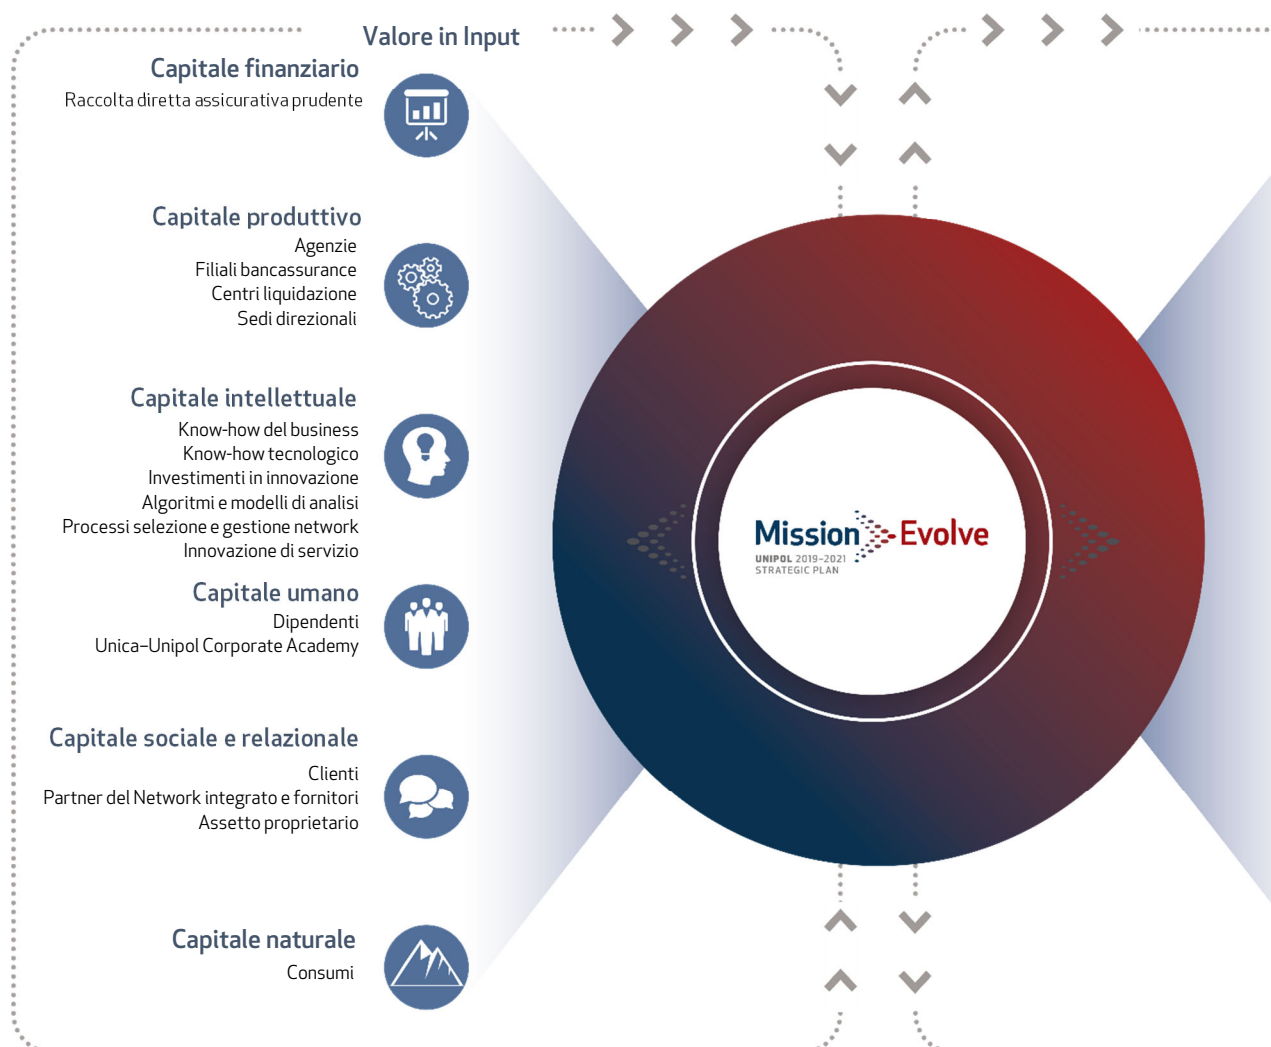 Valore in Input
Capitale finanziario
Raccolta diretta assicurativa prudente
Capitale produttivo
Agenzie
Filiali bancassurance
Centri liquidazione
Sedi direzionali
Capitale intellettuale
Know-how del business
Know-how tecnologico
Investimenti in innovazione
Algoritmi e modelli di analisi
Processi selezione e gestione network
Innovazione di servizio
Capitale umano
Dipendenti
Unica–Unipol Corporate Academy
Capitale sociale e relazionale
Clienti
Partner del Network integrato e fornitori
Assetto proprietario
Capitale naturale
Consumi
Mission Evolve
UNIPOL 2019–2021
STRATEGIC PLAN